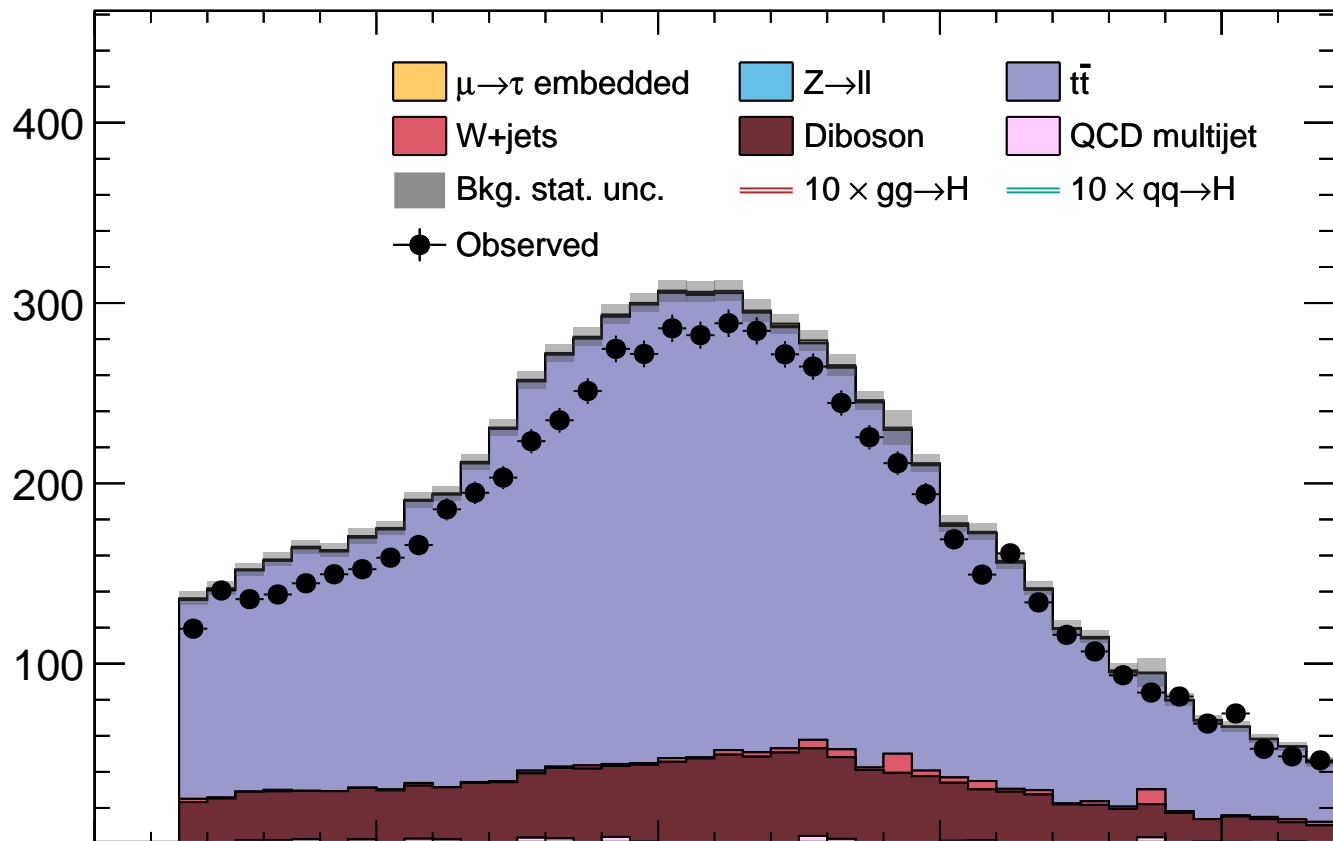 μ→τ embedded Z→ll tt̄
400
W+jets Diboson QCD multijet
Bkg. stat. unc. 10 × gg→H 10 × qq→H
Observed
300
200
100